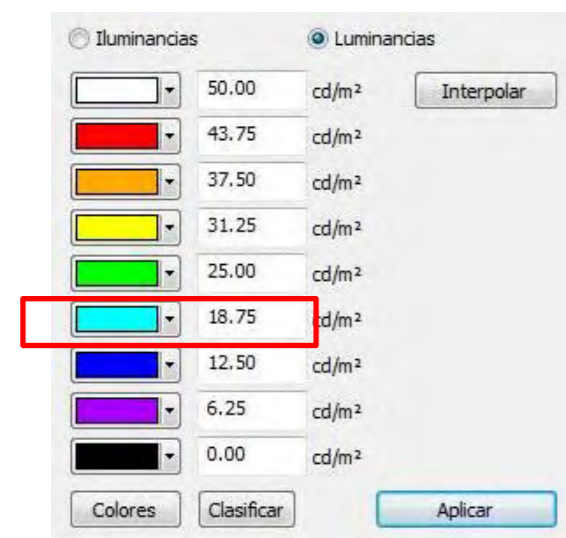 Iluminancias Luminancias
50.00 cd/m² Interpolar
43.75 cd/m²
37.50 cd/m²
31.25 cd/m²
25.00 cd/m²
18.75 cd/m²
12.50 cd/m²
6.25 cd/m²
0.00 cd/m²
Colores Clasificar Aplicar